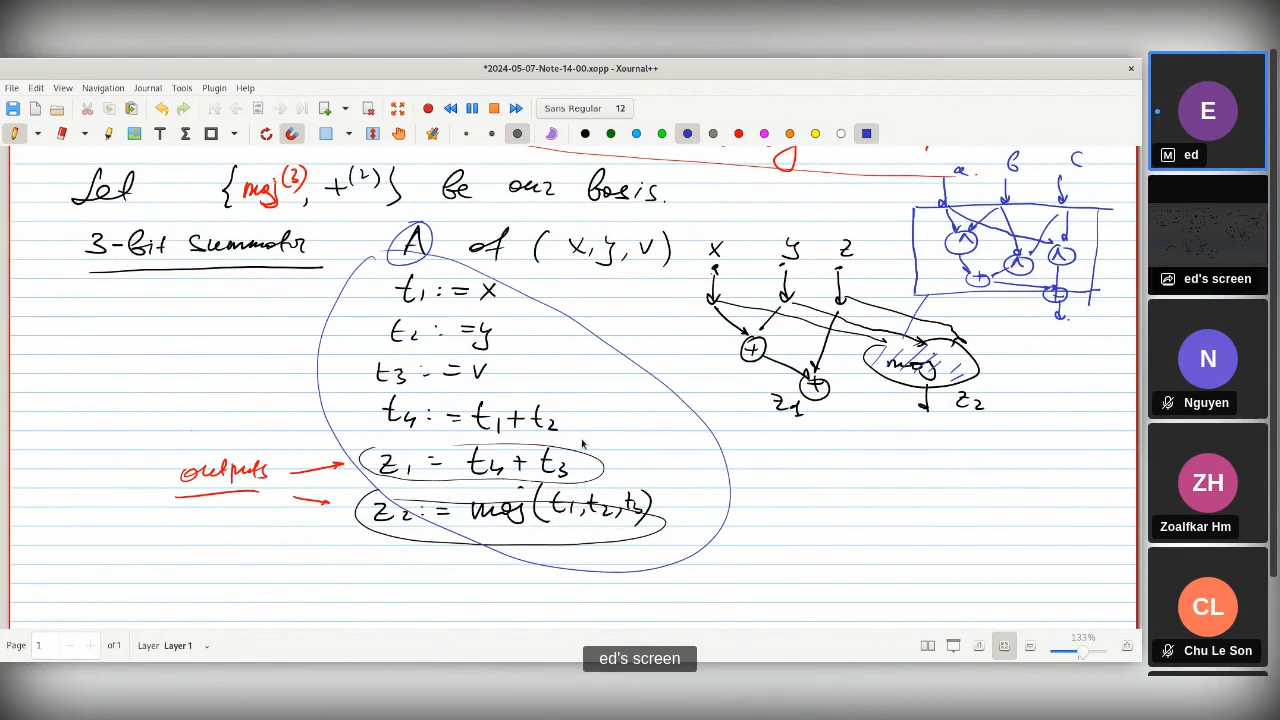 *2024-05-07-Note-14-00.xopp - Xournal++
File Edit View Navigation Journal Tools Plugin Help
Sans Regular 12
Let {maj^(3), +^(2)} be our basis.
3-bit summator A of (x, y, v)
t1 := x
t2 := y
t3 := v
t4 := t1 + t2
outputs
z1 = t4 + t3
z2 := maj(t1, t2, t3)
x y z
+
+
z1
maj
z2
a b c
∧ ∧ ∧
+ +
Page 1 of 1 Layer Layer 1
133%
ed's screen
E
ed
ed's screen
N
Nguyen
ZH
Zoalfkar Hm
CL
Chu Le Son